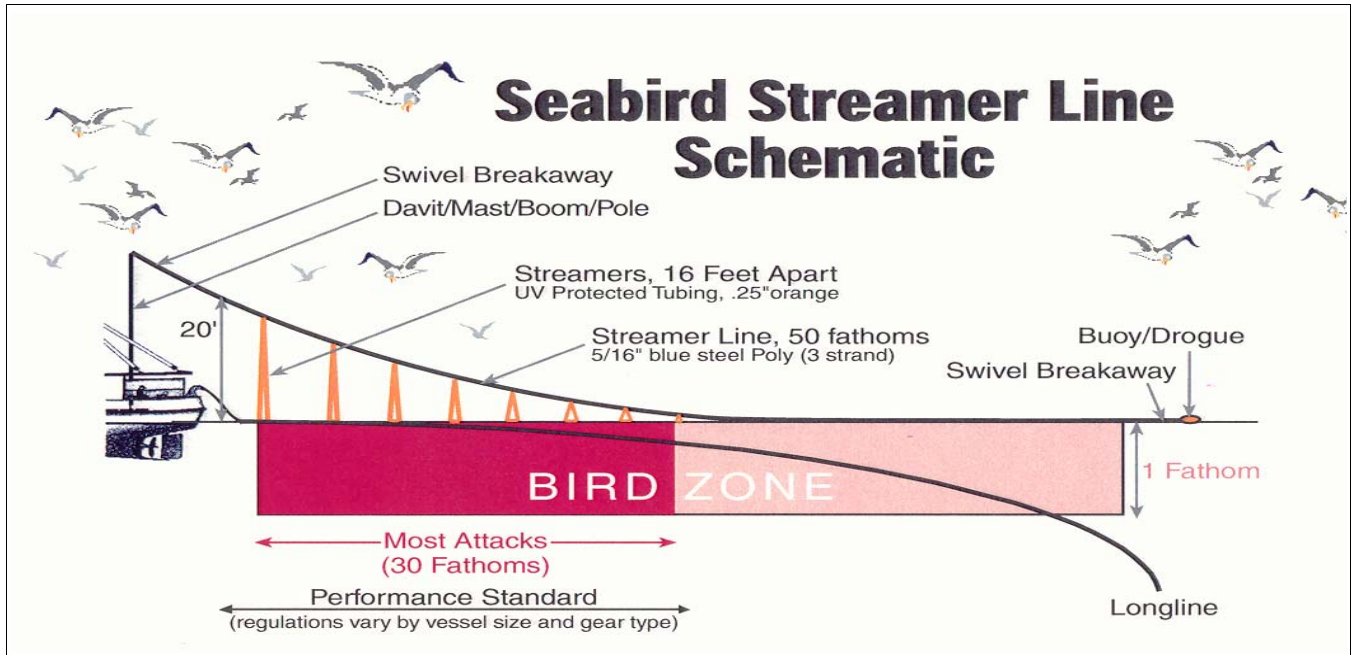 Seabird Streamer Line
Schematic
Swivel Breakaway
Davit/Mast/Boom/Pole
Streamers, 16 Feet Apart
UV Protected Tubing, .25"orange
20'
Streamer Line, 50 fathoms
5/16" blue steel Poly (3 strand)
Buoy/Drogue
Swivel Breakaway
1 Fathom
BIRD ZONE
Most Attacks
(30 Fathoms)
Performance Standard
(regulations vary by vessel size and gear type)
Longline